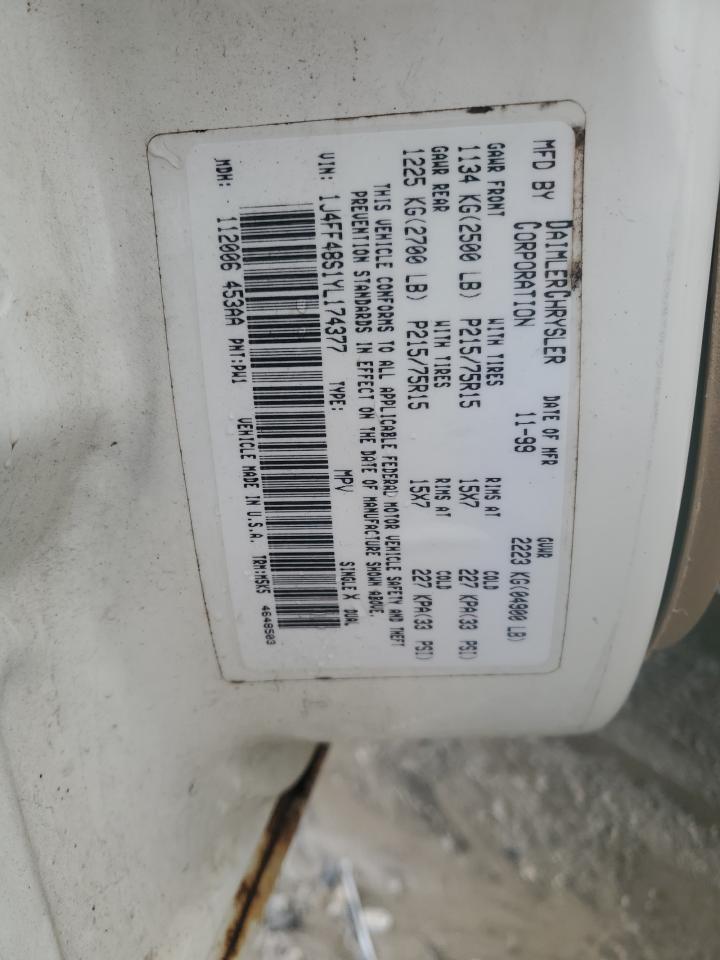 MFD BY DAIMLERCHRYSLER CORPORATION DATE OF MFR 11-99 GVWR 2223 KG(04900 LB)
GAWR FRONT WITH TIRES RIMS AT COLD
1134 KG(2500 LB) P215/75R15 15X7 227 KPA(33 PSI)
GAWR REAR WITH TIRES RIMS AT COLD
1225 KG(2700 LB) P215/75R15 15X7 227 KPA(33 PSI)
THIS VEHICLE CONFORMS TO ALL APPLICABLE FEDERAL MOTOR VEHICLE SAFETY AND THEFT
PREVENTION STANDARDS IN EFFECT ON THE DATE OF MANUFACTURE SHOWN ABOVE.
VIN: 1J4FF48S1YL174377 TYPE: MPV SINGLE X DUAL
MDH: 112006 453AA PNT:PW1 VEHICLE MADE IN U.S.A. TRM:M5K5 4648503